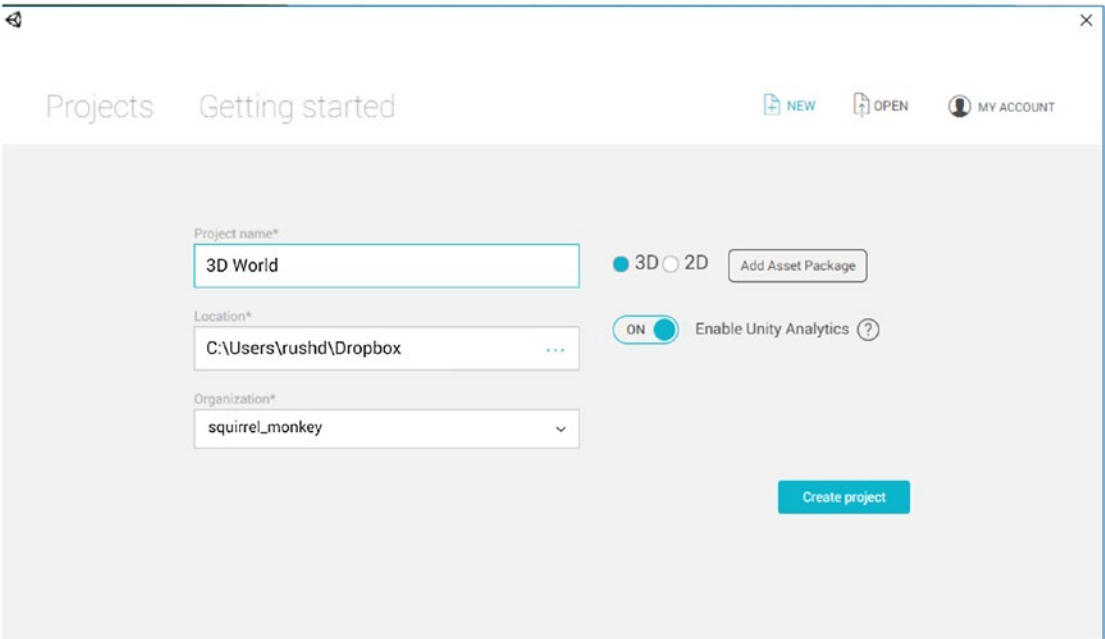 Projects Getting started NEW OPEN MY ACCOUNT
Project name*
3D World
3D 2D Add Asset Package
Location*
C:\Users\rushd\Dropbox ...
ON Enable Unity Analytics ?
Organization*
squirrel_monkey
Create project